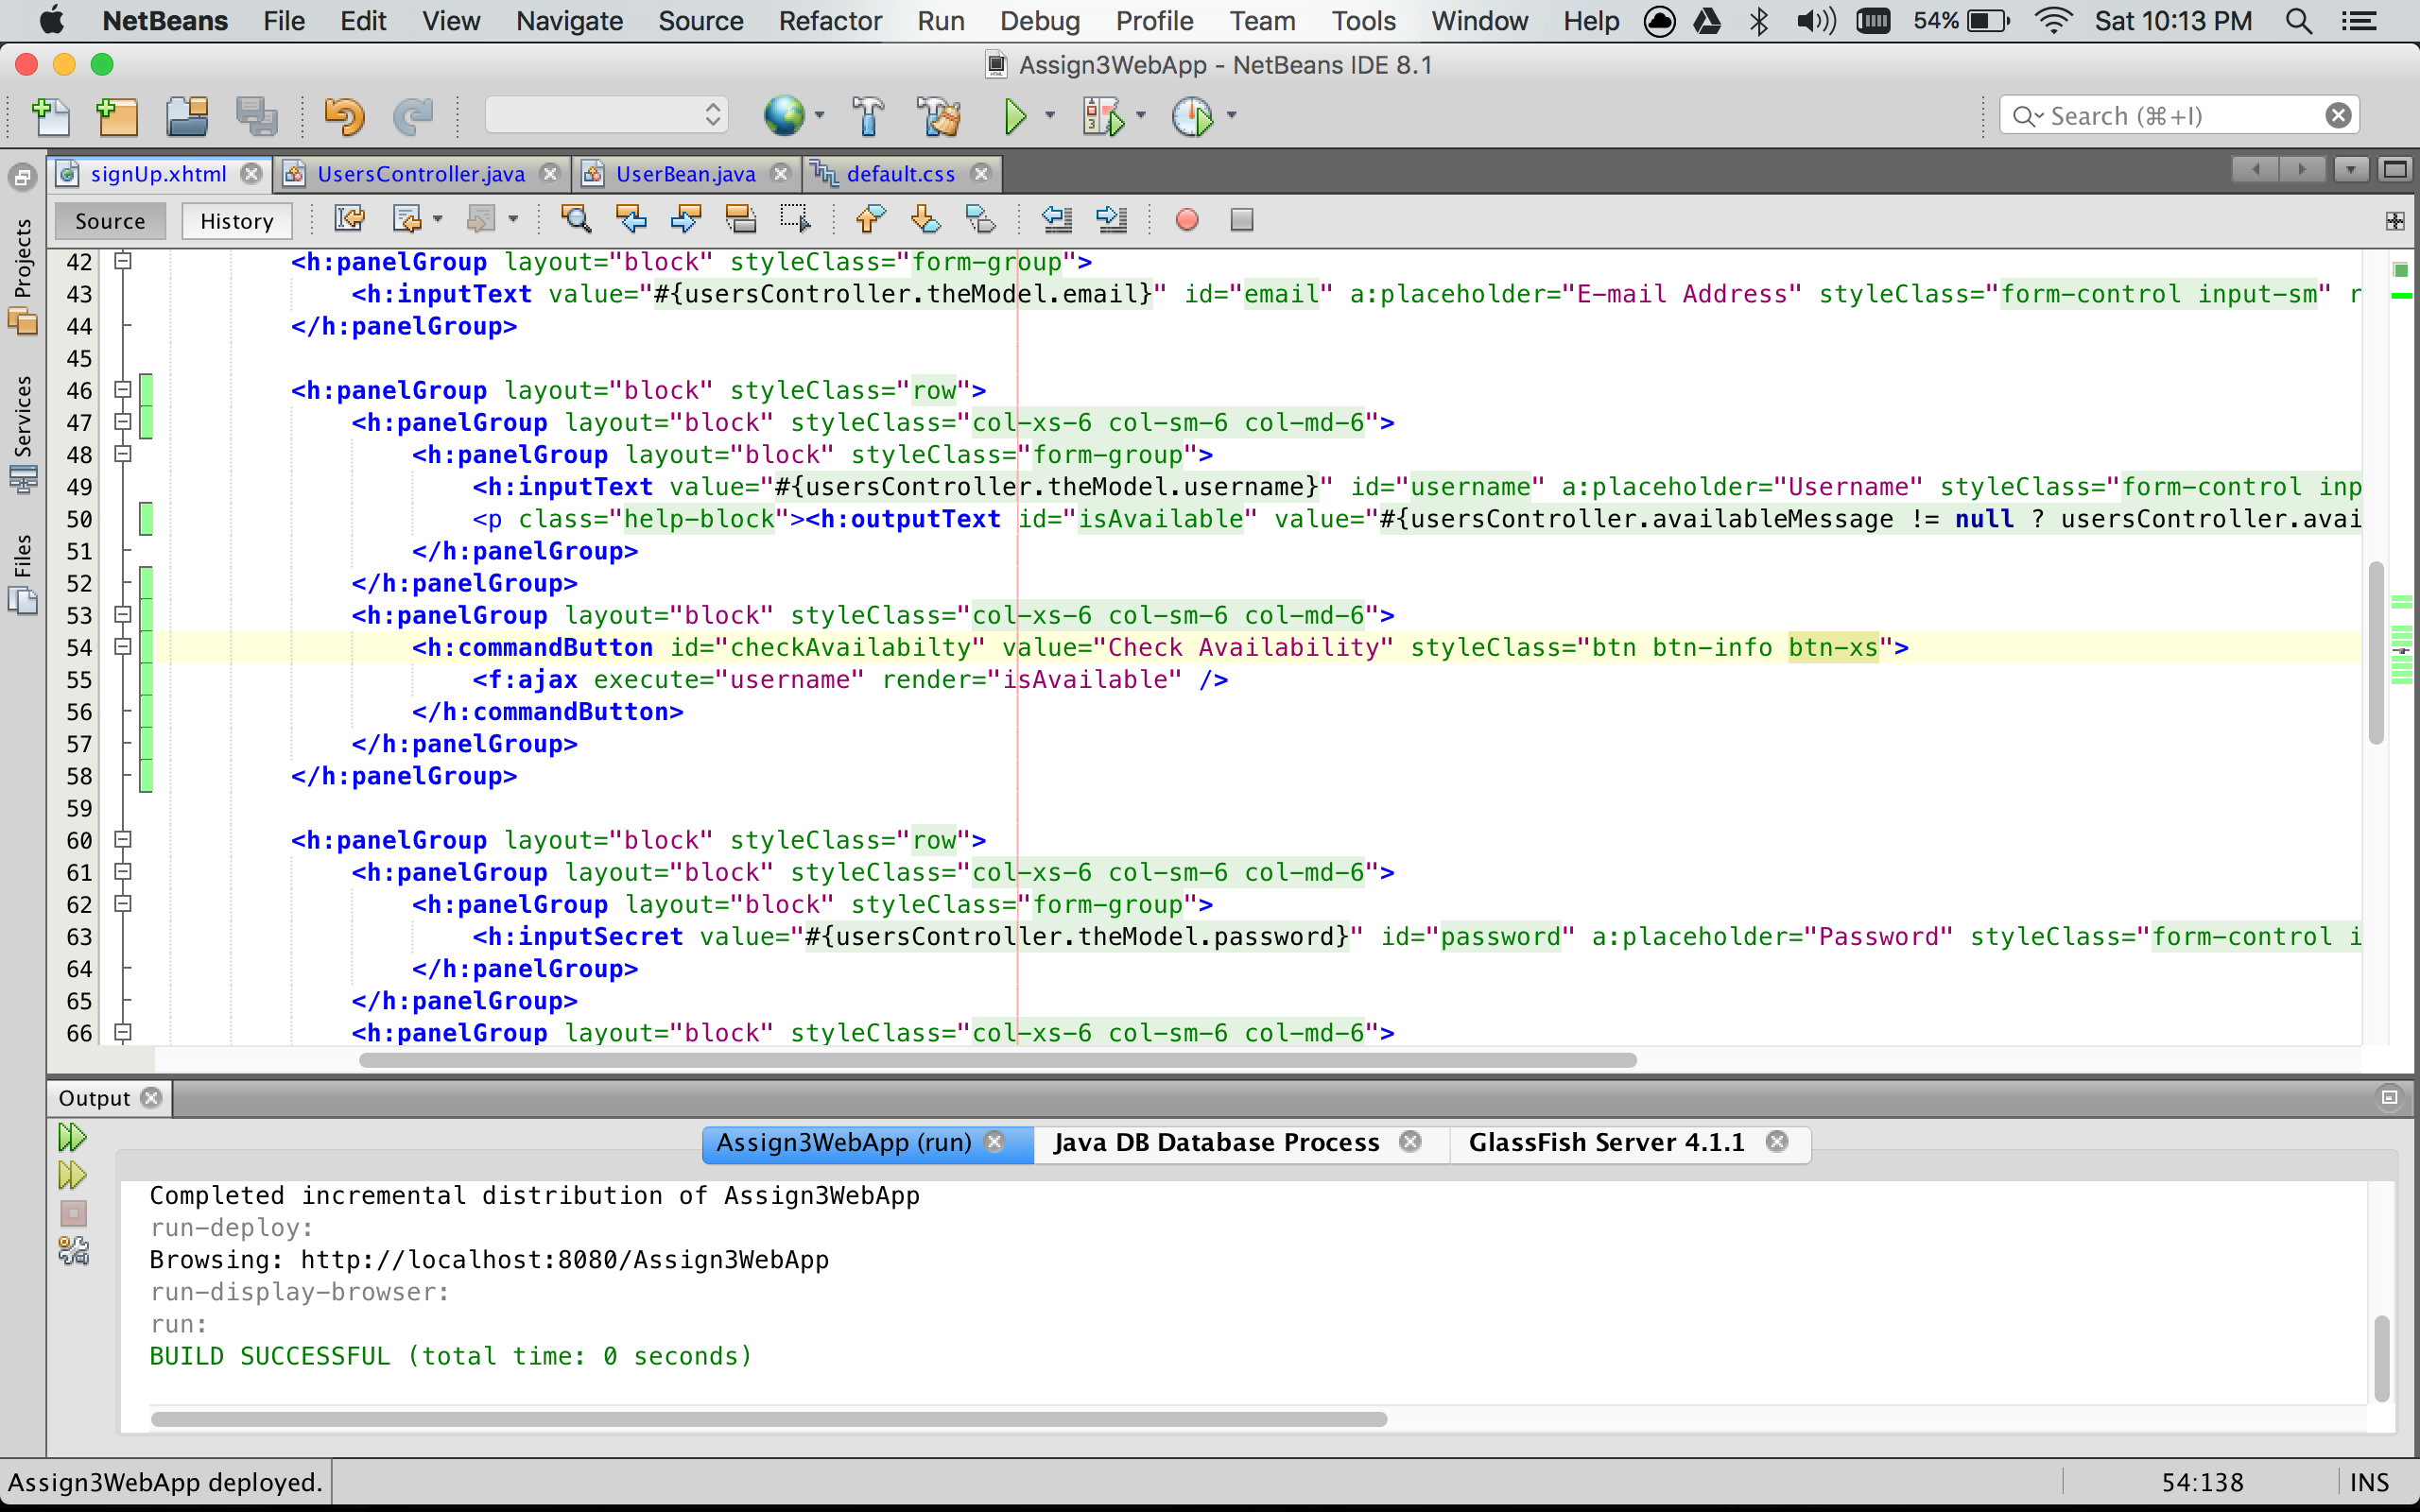 NetBeans File Edit View Navigate Source Refactor Run Debug Profile Team Tools Window Help 54% Sat 10:13 PM
Assign3WebApp - NetBeans IDE 8.1
Search (⌘+I)
signUp.xhtml UsersController.java UserBean.java default.css
Source History
Projects
Services
Files
42 <h:panelGroup layout="block" styleClass="form-group">
43 <h:inputText value="#{usersController.theModel.email}" id="email" a:placeholder="E-mail Address" styleClass="form-control input-sm" r
44 </h:panelGroup>
45
46 <h:panelGroup layout="block" styleClass="row">
47 <h:panelGroup layout="block" styleClass="col-xs-6 col-sm-6 col-md-6">
48 <h:panelGroup layout="block" styleClass="form-group">
49 <h:inputText value="#{usersController.theModel.username}" id="username" a:placeholder="Username" styleClass="form-control inp
50 <p class="help-block"><h:outputText id="isAvailable" value="#{usersController.availableMessage != null ? usersController.avai
51 </h:panelGroup>
52 </h:panelGroup>
53 <h:panelGroup layout="block" styleClass="col-xs-6 col-sm-6 col-md-6">
54 <h:commandButton id="checkAvailabilty" value="Check Availability" styleClass="btn btn-info btn-xs">
55 <f:ajax execute="username" render="isAvailable" />
56 </h:commandButton>
57 </h:panelGroup>
58 </h:panelGroup>
59
60 <h:panelGroup layout="block" styleClass="row">
61 <h:panelGroup layout="block" styleClass="col-xs-6 col-sm-6 col-md-6">
62 <h:panelGroup layout="block" styleClass="form-group">
63 <h:inputSecret value="#{usersController.theModel.password}" id="password" a:placeholder="Password" styleClass="form-control i
64 </h:panelGroup>
65 </h:panelGroup>
66 <h:panelGroup layout="block" styleClass="col-xs-6 col-sm-6 col-md-6">
Output
Assign3WebApp (run) Java DB Database Process GlassFish Server 4.1.1
Completed incremental distribution of Assign3WebApp
run-deploy:
Browsing: http://localhost:8080/Assign3WebApp
run-display-browser:
run:
BUILD SUCCESSFUL (total time: 0 seconds)
Assign3WebApp deployed. 54:138 INS